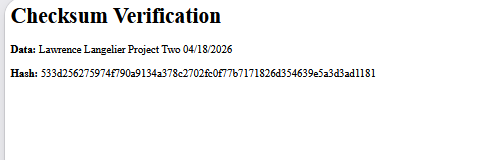 Checksum Verification
Data: Lawrence Langelier Project Two 04/18/2026
Hash: 533d256275974f790a9134a378c2702fc0f77b7171826d354639e5a3d3ad1181